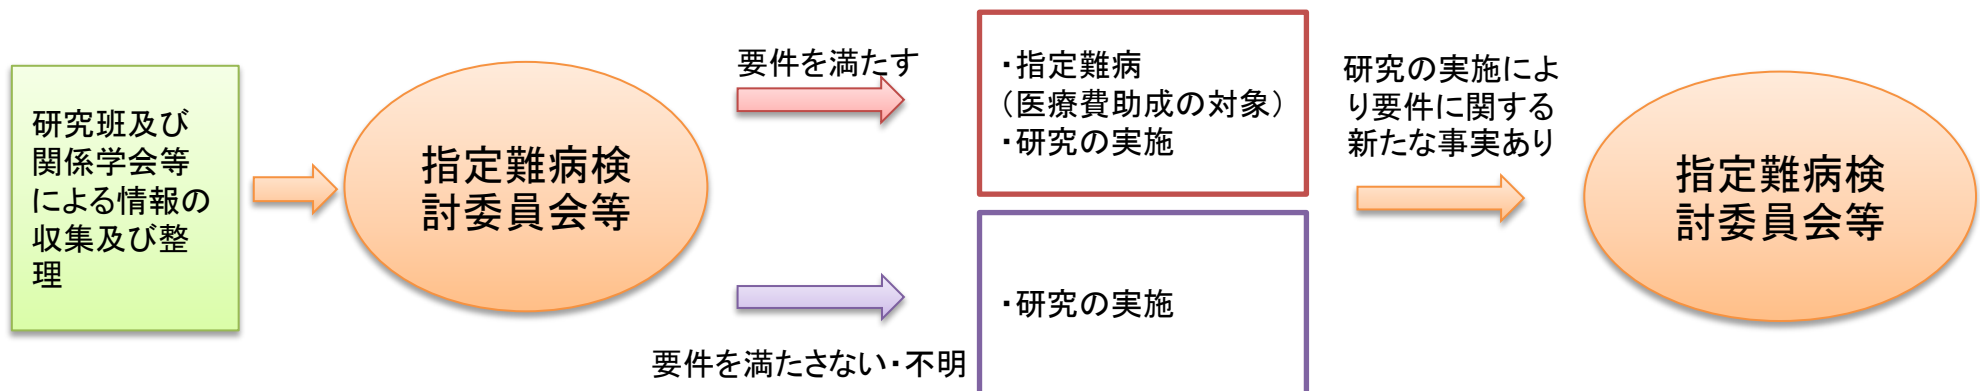 研究班及び
関係学会等
による情報の
収集及び整
理
指定難病検
討委員会等
要件を満たす
要件を満たさない・不明
・指定難病
(医療費助成の対象)
・研究の実施
・研究の実施
研究の実施によ
り要件に関する
新たな事実あり
指定難病検
討委員会等